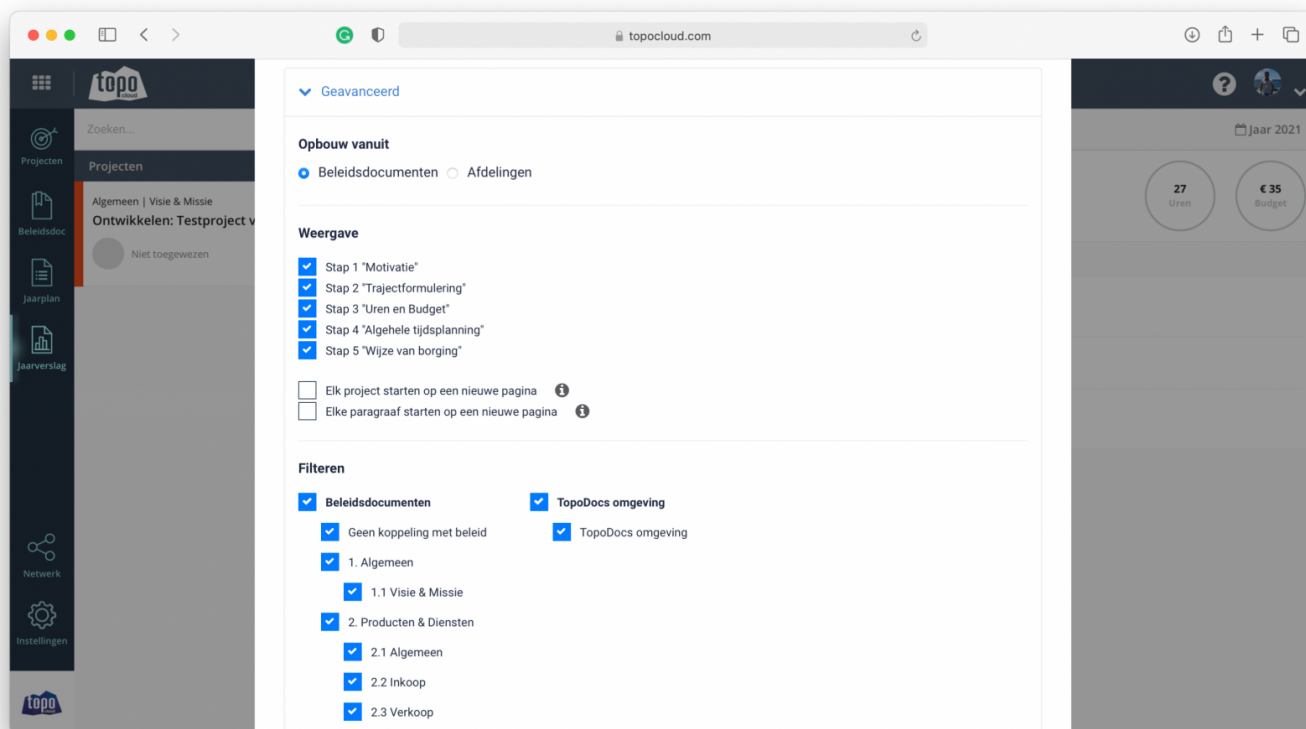 topocloud.com
topo
cloud
Zoeken...
Jaar 2021
Projecten
Beleidsdoc
Jaarplan
Jaarverslag
Netwerk
Instellingen
topo
cloud
Projecten
Algemeen | Visie & Missie
Ontwikkelen: Testproject v
Niet toegewezen
27
Uren
€ 35
Budget
Geavanceerd
Opbouw vanuit
Beleidsdocumenten Afdelingen
Weergave
Stap 1 "Motivatie"
Stap 2 "Trajectformulering"
Stap 3 "Uren en Budget"
Stap 4 "Algehele tijdsplanning"
Stap 5 "Wijze van borging"
Elk project starten op een nieuwe pagina
Elke paragraaf starten op een nieuwe pagina
Filteren
Beleidsdocumenten
Geen koppeling met beleid
1. Algemeen
1.1 Visie & Missie
2. Producten & Diensten
2.1 Algemeen
2.2 Inkoop
2.3 Verkoop
TopoDocs omgeving
TopoDocs omgeving